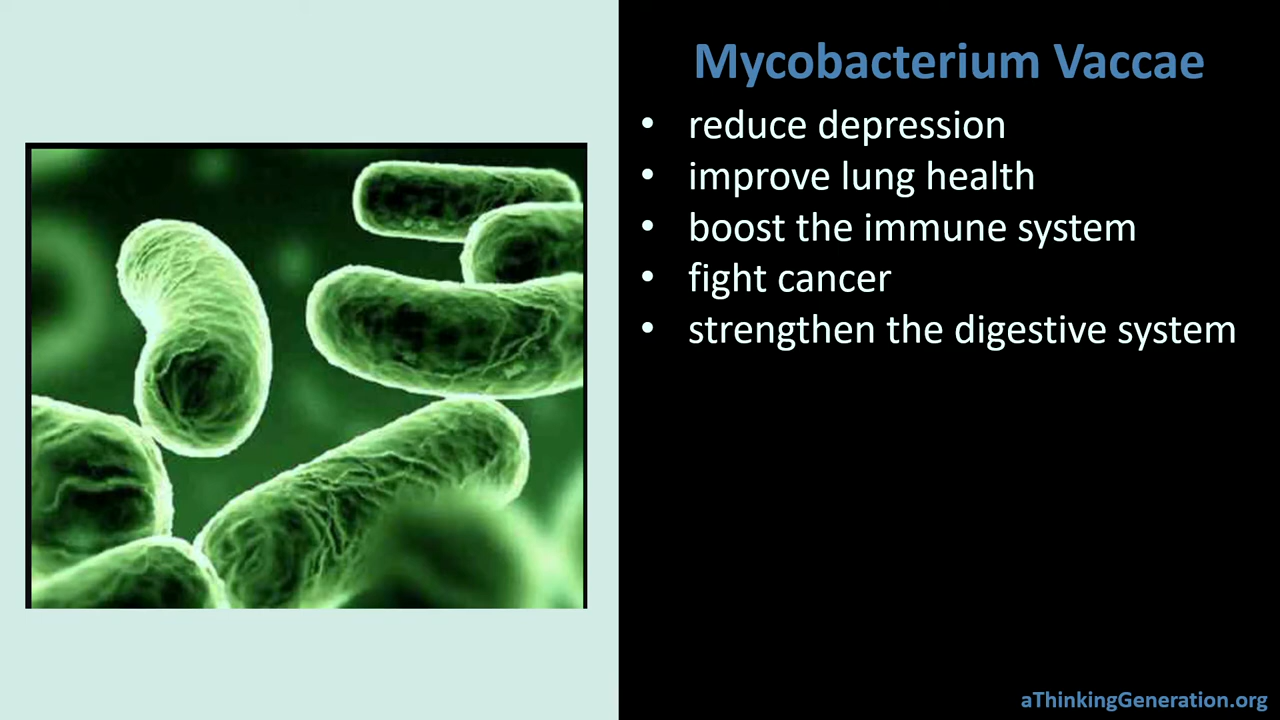 Mycobacterium Vaccae
• reduce depression
• improve lung health
• boost the immune system
• fight cancer
• strengthen the digestive system
aThinkingGeneration.org